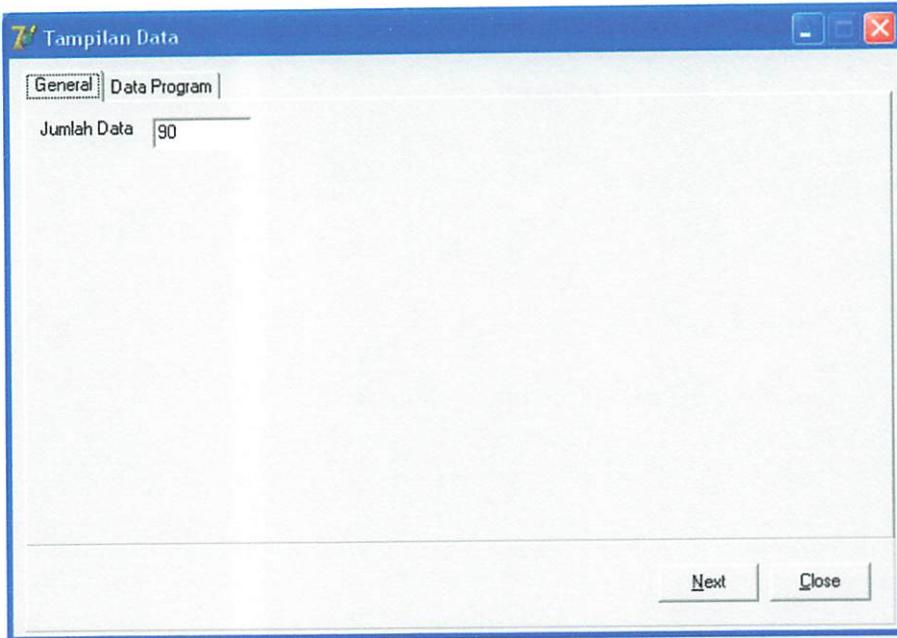 Tampilan Data
General Data Program
Jumlah Data 90
Next Close